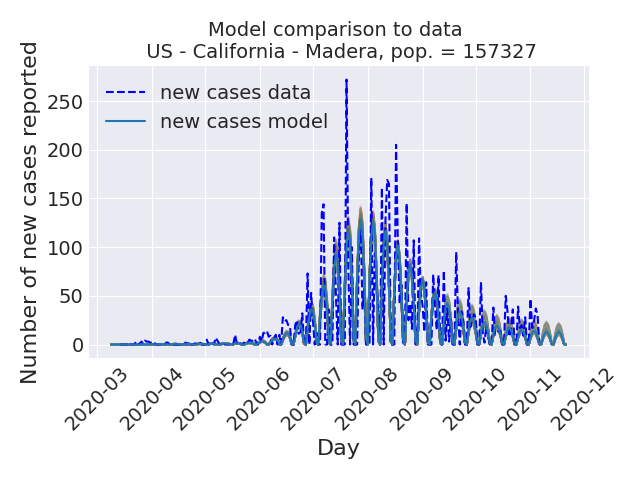 Model comparison to data
US - California - Madera, pop. = 157327
Number of new cases reported
250
200
150
100
50
0
new cases data
new cases model
2020-03
2020-04
2020-05
2020-06
2020-07
2020-08
2020-09
2020-10
2020-11
2020-12
Day